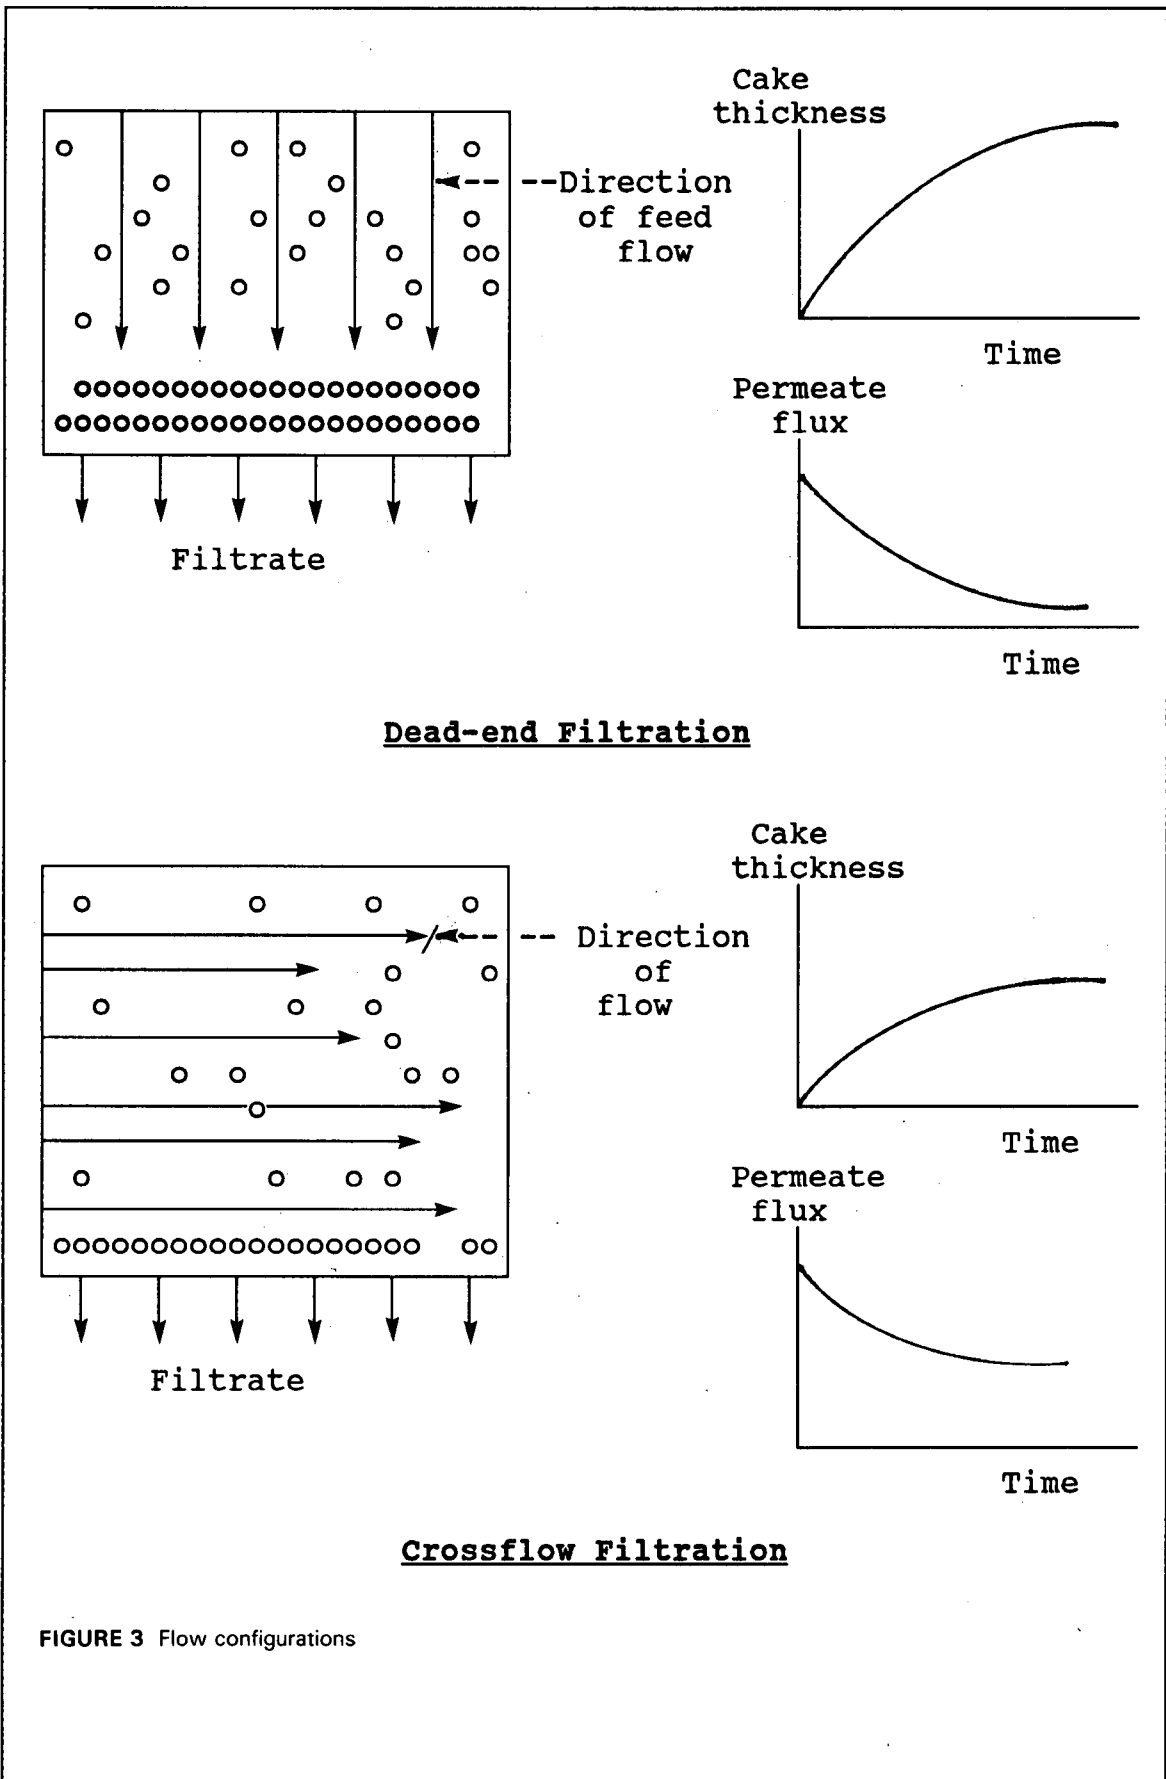 Cake
thickness
Direction
of feed
flow
Time
Permeate
flux
Filtrate
Time
Dead-end Filtration
Cake
thickness
Direction
of
flow
Time
Permeate
flux
Filtrate
Time
Crossflow Filtration
FIGURE 3 Flow configurations